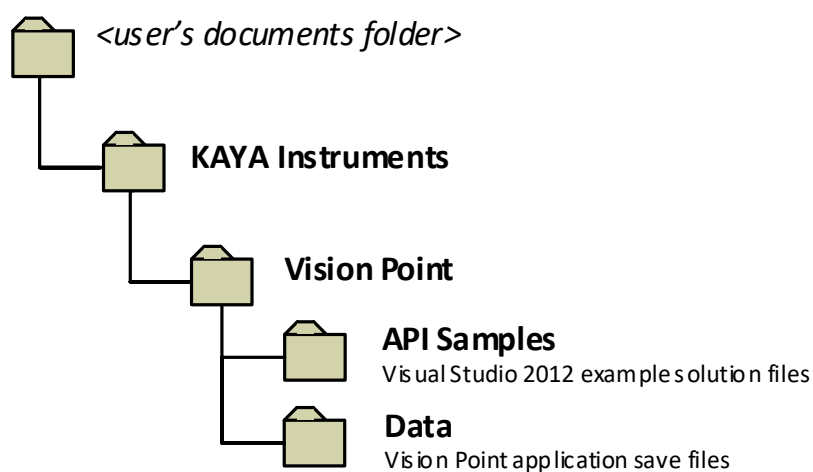 <user's documents folder>
KAYA Instruments
Vision Point
API Samples
Visual Studio 2012 example solution files
Data
Vision Point application save files